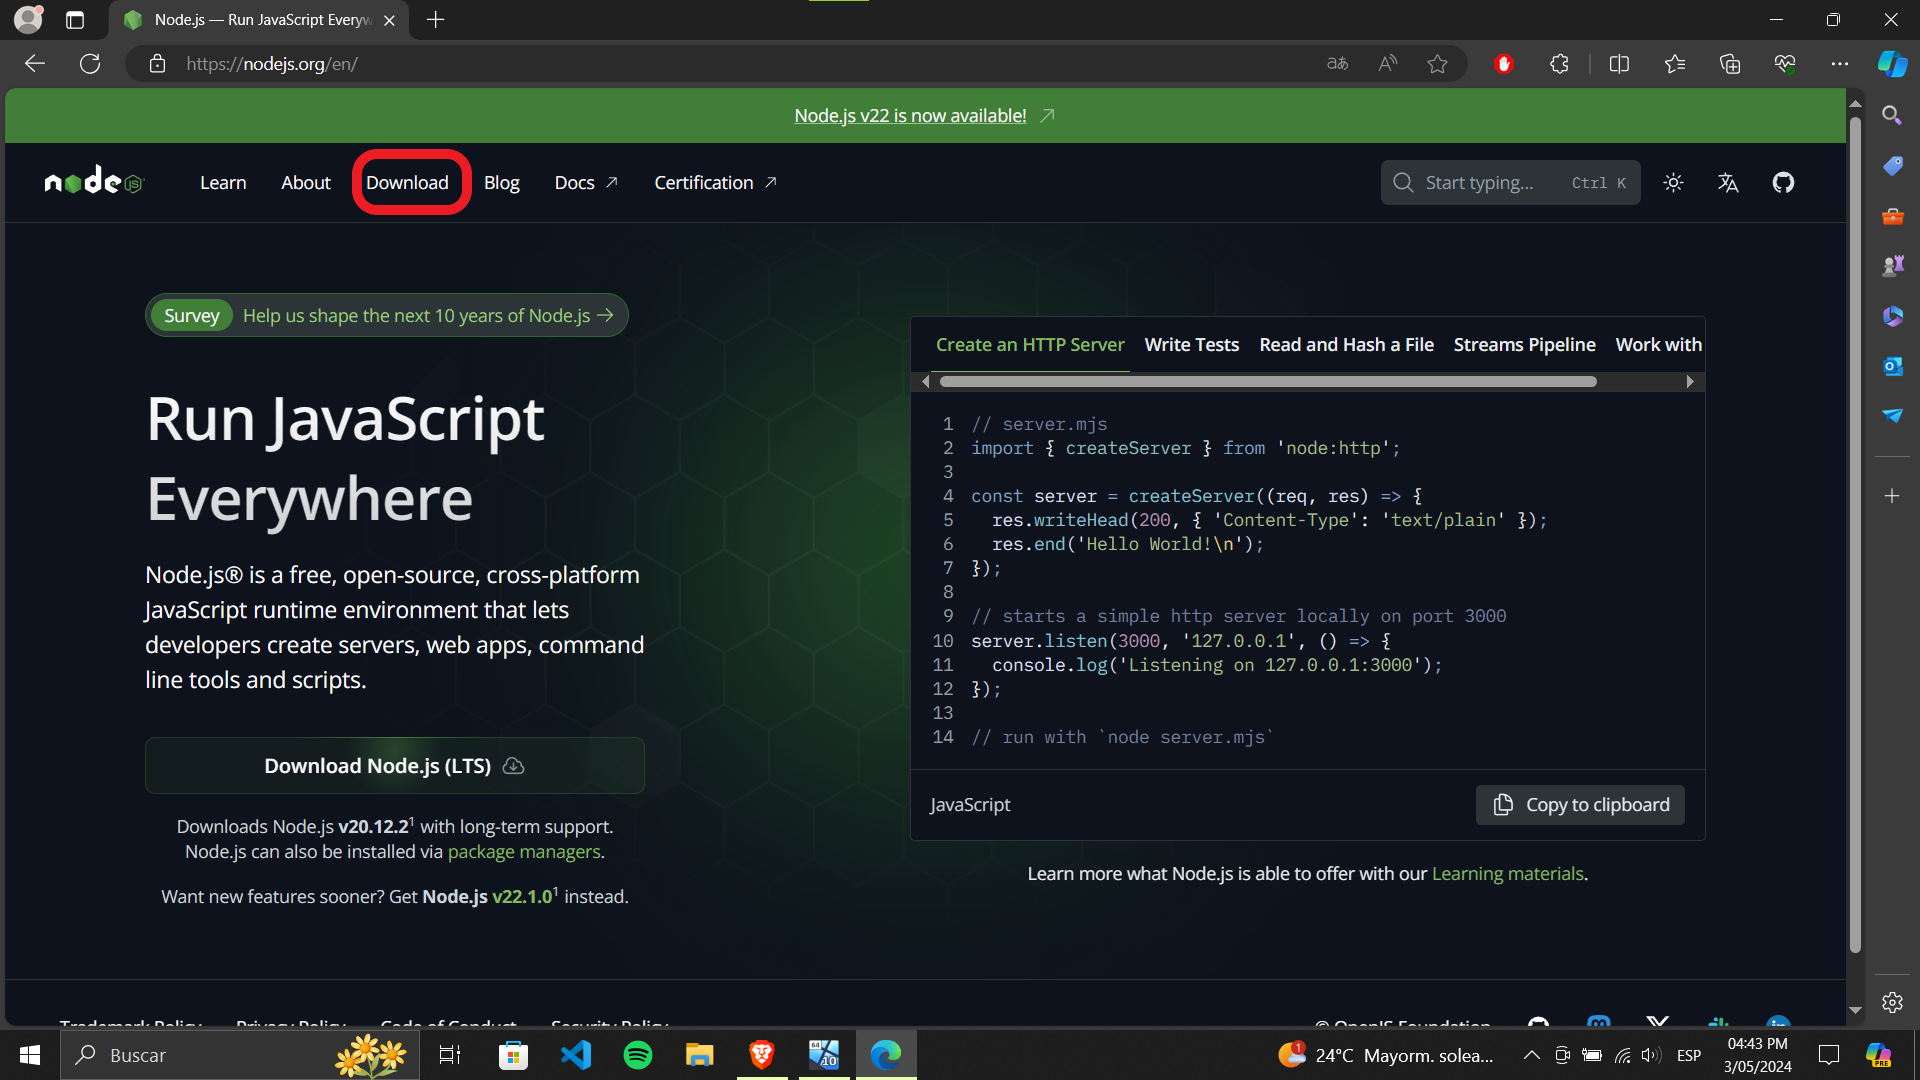 Node.js — Run JavaScript Everyw
https://nodejs.org/en/
Node.js v22 is now available!
node JS
Learn About Download Blog Docs Certification
Start typing... Ctrl K
Survey Help us shape the next 10 years of Node.js
Run JavaScript
Everywhere
Node.js® is a free, open-source, cross-platform
JavaScript runtime environment that lets
developers create servers, web apps, command
line tools and scripts.
Download Node.js (LTS)
Downloads Node.js v20.12.2¹ with long-term support.
Node.js can also be installed via package managers.
Want new features sooner? Get Node.js v22.1.0¹ instead.
Create an HTTP Server Write Tests Read and Hash a File Streams Pipeline Work with
1 // server.mjs
2 import { createServer } from 'node:http';
3
4 const server = createServer((req, res) => {
5 res.writeHead(200, { 'Content-Type': 'text/plain' });
6 res.end('Hello World!\n');
7 });
8
9 // starts a simple http server locally on port 3000
10 server.listen(3000, '127.0.0.1', () => {
11 console.log('Listening on 127.0.0.1:3000');
12 });
13
14 // run with `node server.mjs`
JavaScript
Copy to clipboard
Learn more what Node.js is able to offer with our Learning materials.
Trademark Policy Privacy Policy Code of Conduct Security Policy
© OpenJS Foundation
Buscar
64
10
1
24°C Mayorm. solea...
ESP
04:43 PM
3/05/2024
PRE